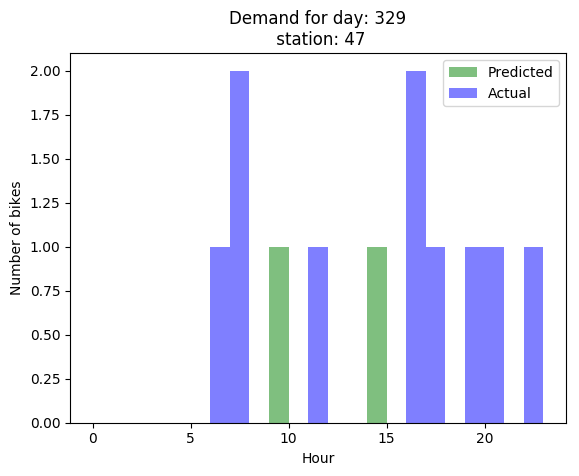 Demand for day: 329
station: 47
Number of bikes
2.00
1.75
1.50
1.25
1.00
0.75
0.50
0.25
0.00
Predicted
Actual
0 5 10 15 20
Hour